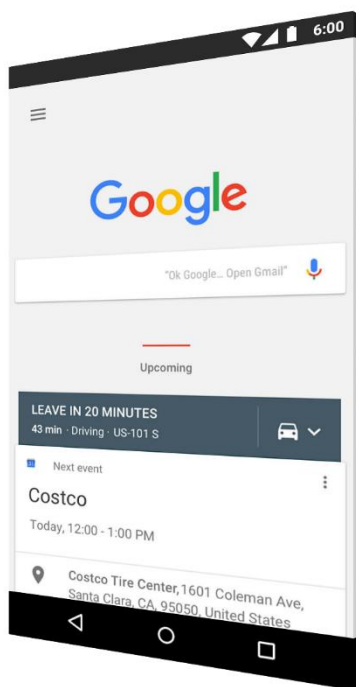 6:00
Google
"Ok Google... Open Gmail"
Upcoming
LEAVE IN 20 MINUTES
43 min · Driving · US-101 S
Next event
Costco
Today, 12:00 - 1:00 PM
Costco Tire Center, 1601 Coleman Ave,
Santa Clara, CA, 95050, United States